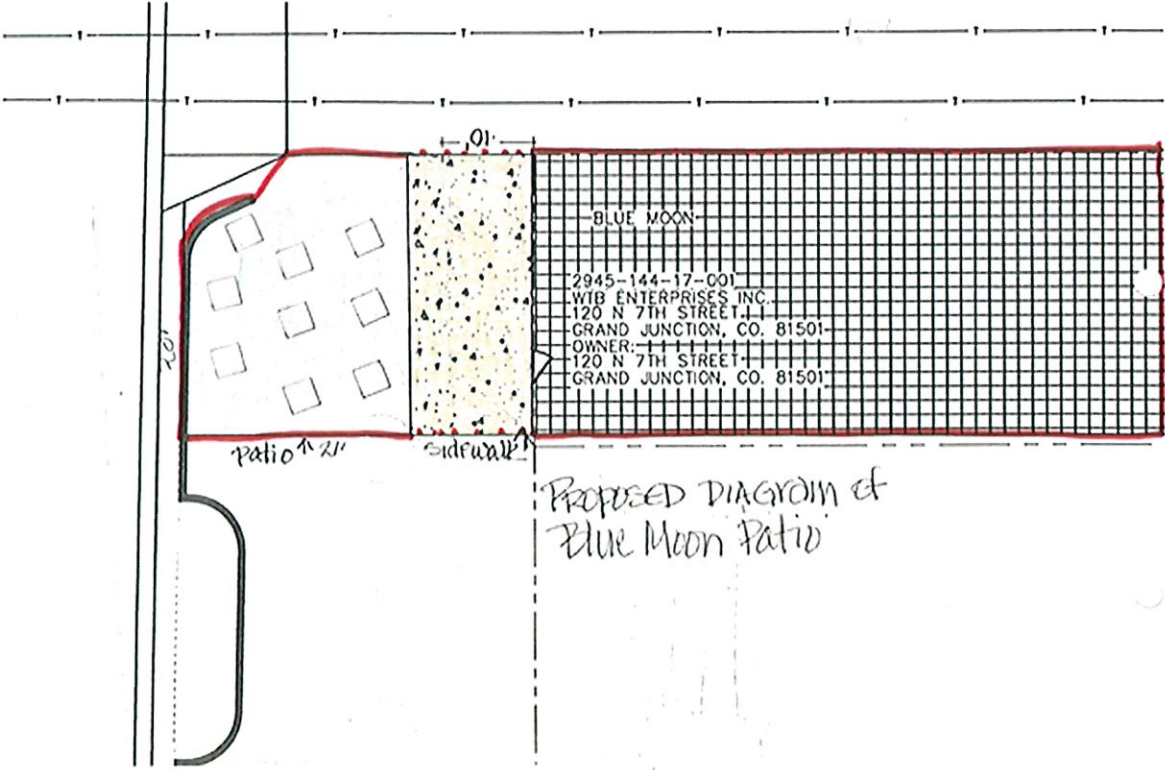 10'
BLUE MOON
2945-144-17-001
WTB ENTERPRISES INC.
120 N 7TH STREET
GRAND JUNCTION, CO. 81501
OWNER:
120 N 7TH STREET
GRAND JUNCTION, CO. 81501
20'
Patio 21'
Sidewalk
PROPOSED DIAGRAM of
Blue Moon Patio